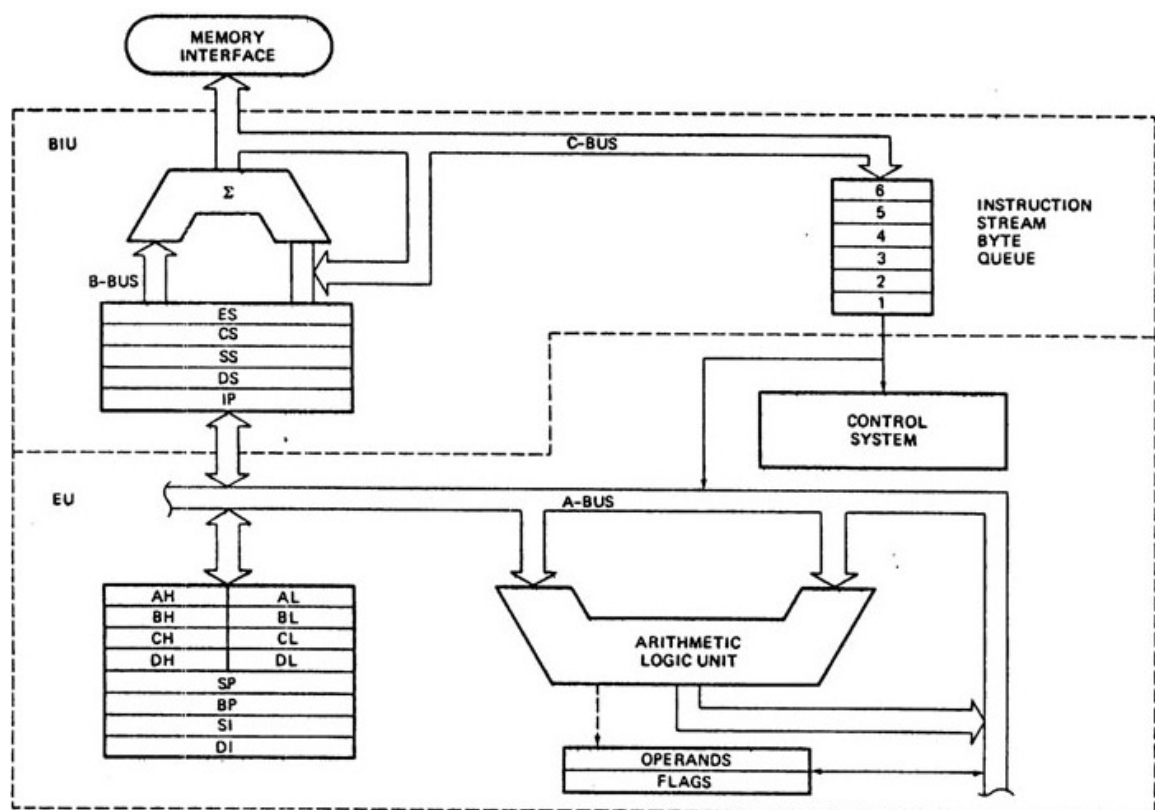 MEMORY
INTERFACE
BIU
C-BUS
Σ
B-BUS
6
5
4
3
2
1
INSTRUCTION
STREAM
BYTE
QUEUE
ES
CS
SS
DS
IP
CONTROL
SYSTEM
EU
A-BUS
AH AL
BH BL
CH CL
DH DL
SP
BP
SI
DI
ARITHMETIC
LOGIC UNIT
OPERANDS
FLAGS